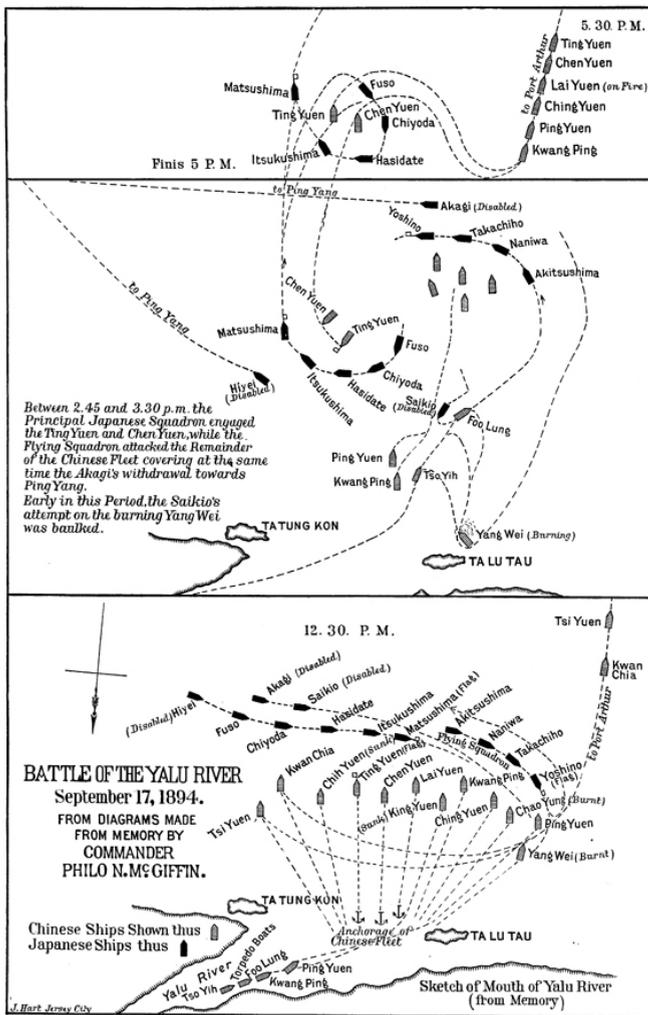 5.30. P.M.
Ting Yuen
Chen Yuen
Lai Yuen (on Fire)
Ching Yuen
Ping Yuen
Kwang Ping
to Port Arthur
Matsushima
Fuso
Ting Yuen
Chen Yuen
Chiyoda
Itsukushima
Hasidate
Finis 5 P.M.
to Ping Yang
Akagi (Disabled)
Yoshino
Takachiho
Naniwa
Akitsushima
to Ping Yang
Chen Yuen
Ting Yuen
Matsushima
Fuso
Chiyoda
Hasidate
Itsukushima
Hiyei
(Disabled)
Saikio
(Disabled)
Foo Lung
Between 2.45 and 3.30 p.m. the
Principal Japanese Squadron engaged
the Ting Yuen and Chen Yuen, while the
Flying Squadron attacked the Remainder
of the Chinese Fleet covering at the same
time the Akagi's withdrawal towards
Ping Yang.
Early in this Period, the Saikio's
attempt on the burning Yang Wei
was baulked.
Ping Yuen
Kwang Ping
Tso Yih
Yang Wei (Burning)
TA TUNG KON
TA LU TAU
12.30. P.M.
Tsi Yuen
Kwan
Chia
to Port Arthur
Akagi (Disabled)
Saikio (Disabled)
(Disabled) Hiyei
Fuso
Chiyoda
Hasidate
Itsukushima
Matsushima (Flag)
Akitsushima
Naniwa
Takachiho
Yoshino
(Flag)
Flying Squadron
Kwan Chia
Chih Yuen (Sunk)
Ting Yuen (Flag)
Chen Yuen
Lai Yuen
Kwang Ping
Tsi Yuen
(Sunk) King Yuen
Ching Yuen
Chao Yung (Burnt)
Ping Yuen
Yang Wei (Burnt)
BATTLE OF THE YALU RIVER
September 17, 1894.
FROM DIAGRAMS MADE
FROM MEMORY BY
COMMANDER
PHILO N. McGIFFIN.
TA TUNG KON
Anchorage of
Chinese Fleet
TA LU TAU
Chinese Ships Shown thus
Japanese Ships thus
Yalu River
Torpedo Boats
Tso Yih
Foo Lung
Ping Yuen
Kwang Ping
Sketch of Mouth of Yalu River
(from Memory)
J. Hart Jersey City